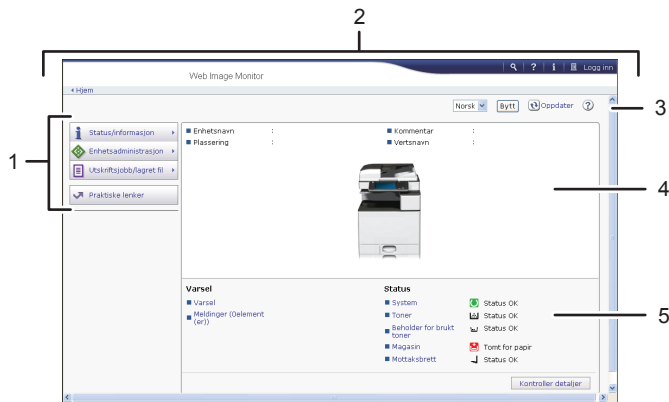 2
Web Image Monitor
? i Logg inn
Hjem
Norsk Bytt Oppdater ?
3
1
Status/informasjon
Enhetsadministrasjon
Utskriftsjobb/lagret fil
Praktiske lenker
Enhetsnavn :
Plassering :
Kommentar :
Vertsnavn :
4
Varsel
Varsel
Meldinger (0element
(er))
Status
System Status OK
Toner Status OK
Beholder for brukt
toner Status OK
Magasin Tomt for papir
Mottaksbrett Status OK
5
Kontroller detaljer